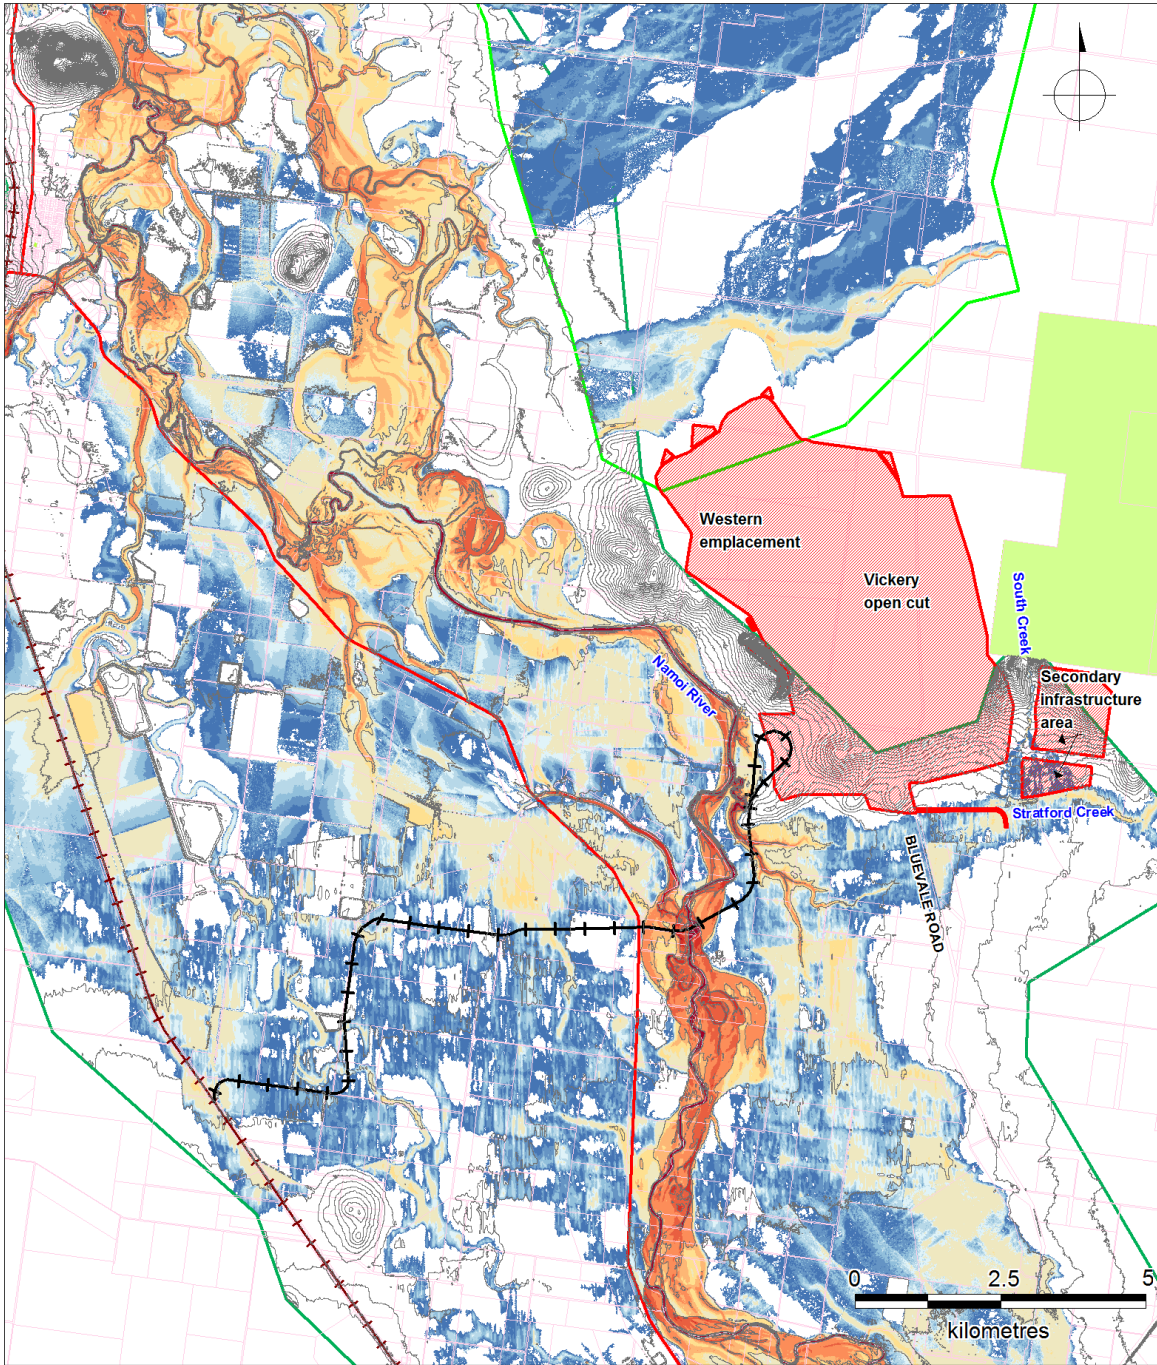 Western
emplacement
Vickery
open cut
South Creek
Secondary
infrastructure
area
Namoi River
Stratford Creek
BLUEVALE ROAD
0 2.5 5
kilometres